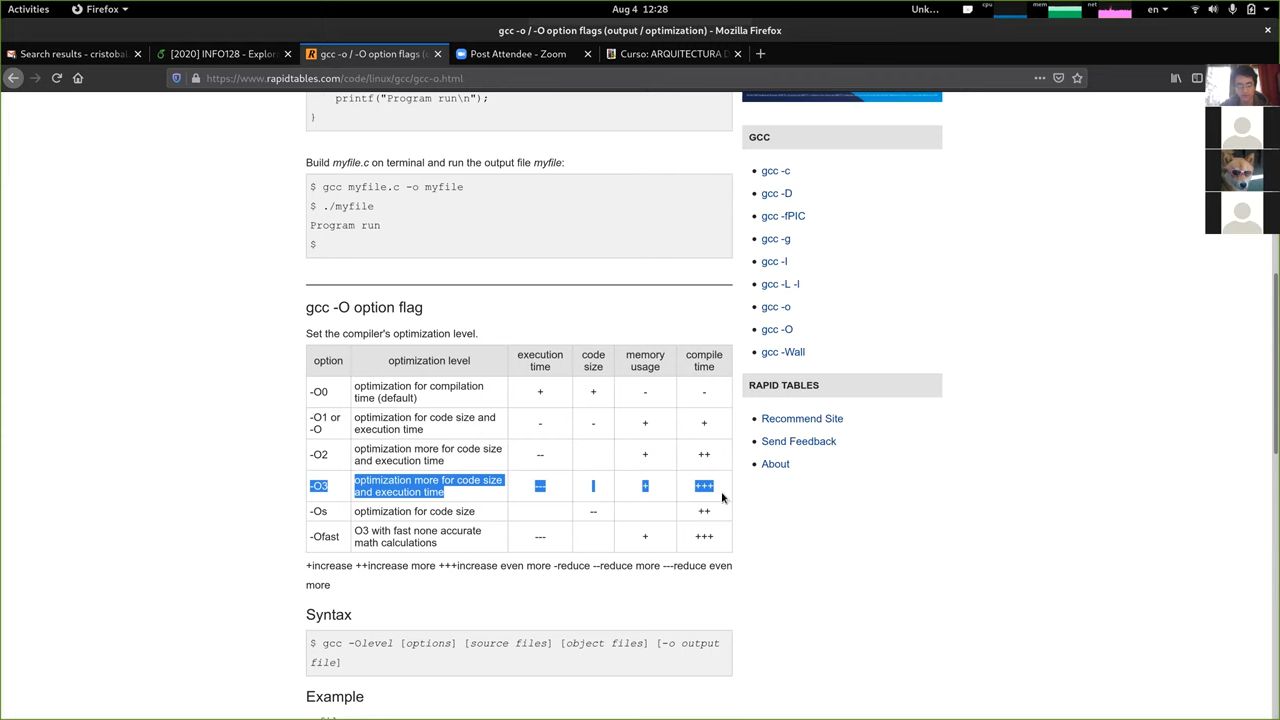 Activities
Firefox
Aug 4 12:28
Unk...
cpu
mem
net
en
gcc -o / -O option flags (output / optimization) - Mozilla Firefox
Search results - cristobal
[2020] INFO128 - Explor
gcc -o / -O option flags (o
Post Attendee - Zoom
Curso: ARQUITECTURA D
https://www.rapidtables.com/code/linux/gcc/gcc-o.html
printf("Program run\n");
}
Build myfile.c on terminal and run the output file myfile:
$ gcc myfile.c -o myfile
$ ./myfile
Program run
$
gcc -O option flag
Set the compiler's optimization level.
option optimization level execution time code size memory usage compile time
-O0 optimization for compilation time (default) + + - -
-O1 or -O optimization for code size and execution time - - + +
-O2 optimization more for code size and execution time -- + ++
-O3 optimization more for code size and execution time --- + +++
-Os optimization for code size -- ++
-Ofast O3 with fast none accurate math calculations --- + +++
+increase ++increase more +++increase even more -reduce --reduce more ---reduce even
more
Syntax
$ gcc -Olevel [options] [source files] [object files] [-o output
file]
Example
GCC
gcc -c
gcc -D
gcc -fPIC
gcc -g
gcc -I
gcc -L -l
gcc -o
gcc -O
gcc -Wall
RAPID TABLES
Recommend Site
Send Feedback
About